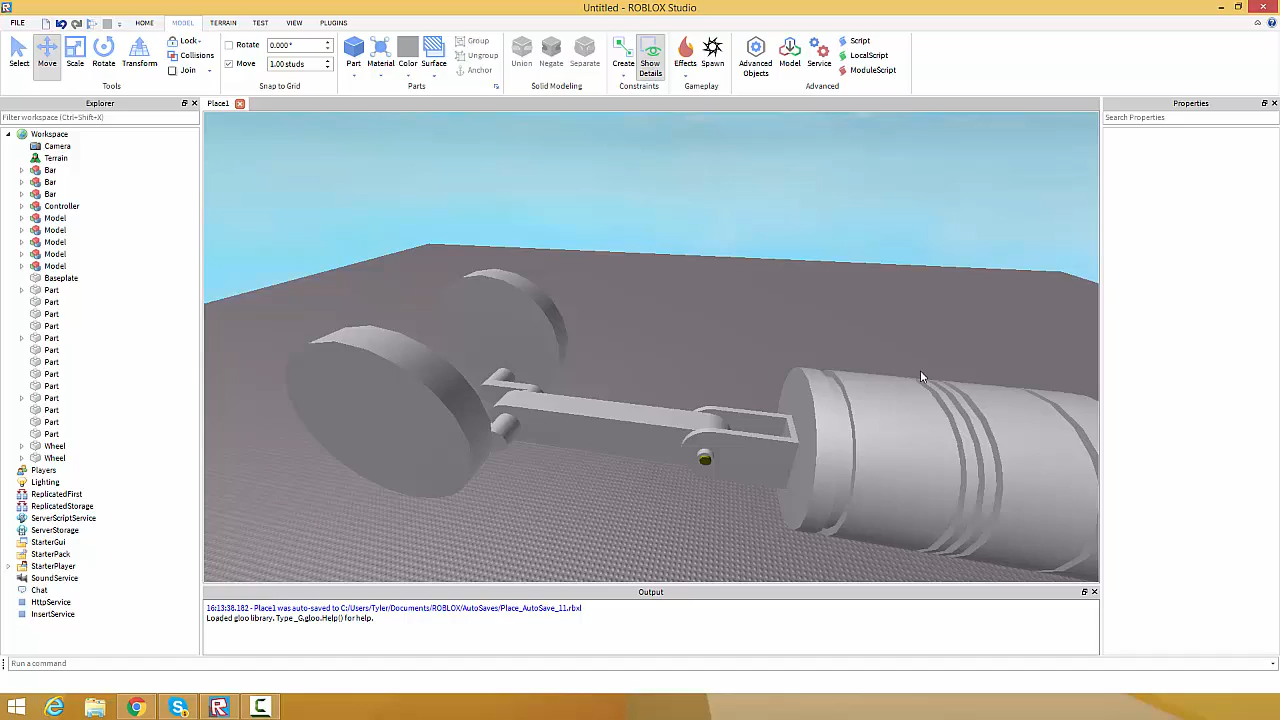 Untitled - ROBLOX Studio
FILE HOME MODEL TERRAIN TEST VIEW PLUGINS
Select Move Scale Rotate Transform
Lock
Collisions
Join
Tools
Rotate 0.000°
Move 1.00 studs
Snap to Grid
Part Material Color Surface
Group
Ungroup
Anchor
Parts
Union Negate Separate
Solid Modeling
Create Show Details
Constraints
Effects Spawn
Gameplay
Advanced Objects Model Service
Script
LocalScript
ModuleScript
Advanced
Explorer
Filter workspace (Ctrl+Shift+X)
Workspace
Camera
Terrain
Bar
Bar
Bar
Controller
Model
Model
Model
Model
Model
Baseplate
Part
Part
Part
Part
Part
Part
Part
Part
Part
Part
Part
Part
Part
Wheel
Wheel
Players
Lighting
ReplicatedFirst
ReplicatedStorage
ServerScriptService
ServerStorage
StarterGui
StarterPack
StarterPlayer
SoundService
Chat
HttpService
InsertService
Place1
Properties
Search Properties
Output
16:13:38.182 - Place1 was auto-saved to C:/Users/Tyler/Documents/ROBLOX/AutoSaves/Place_AutoSave_11.rbxl
Loaded gloo library. Type _G.gloo.Help() for help.
Run a command